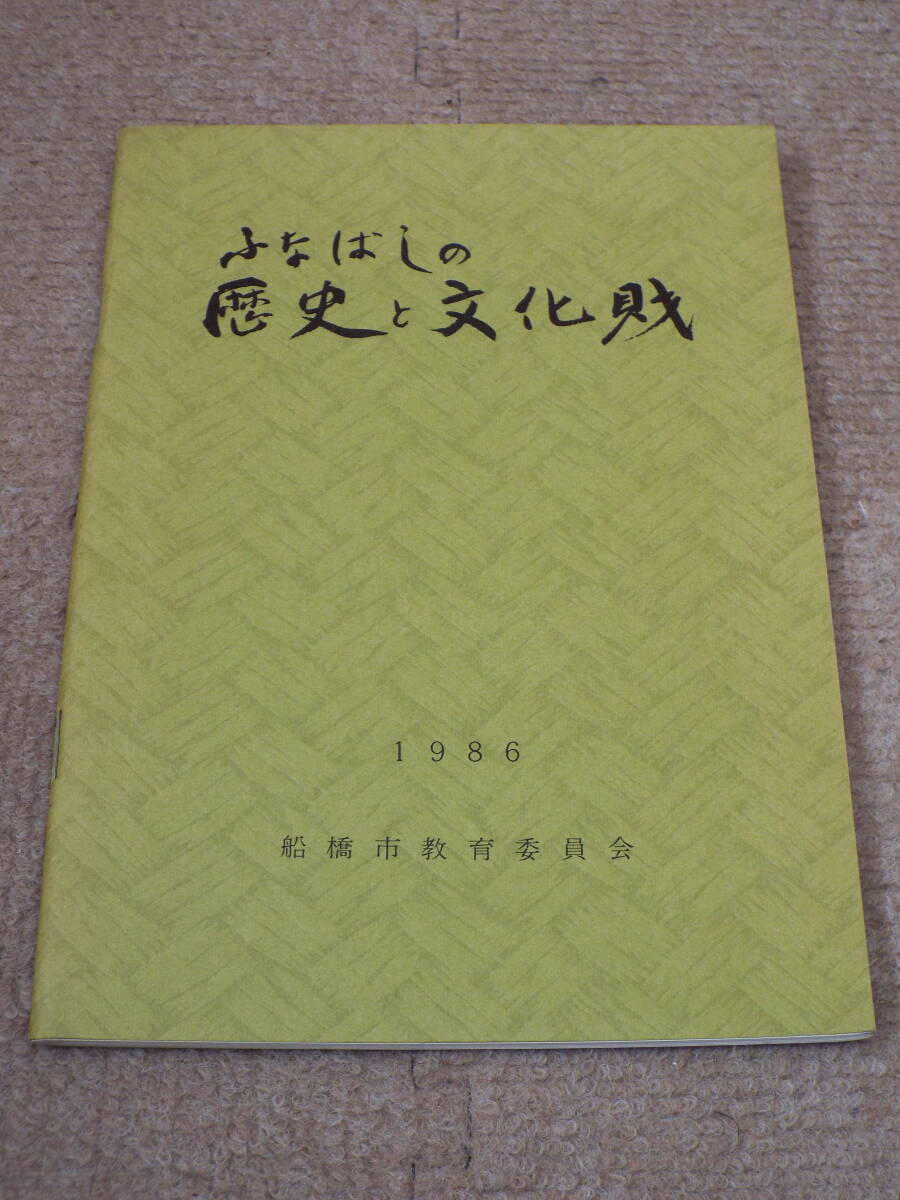 ふなばしの
歴史と文化財
1986
船橋市教育委員会